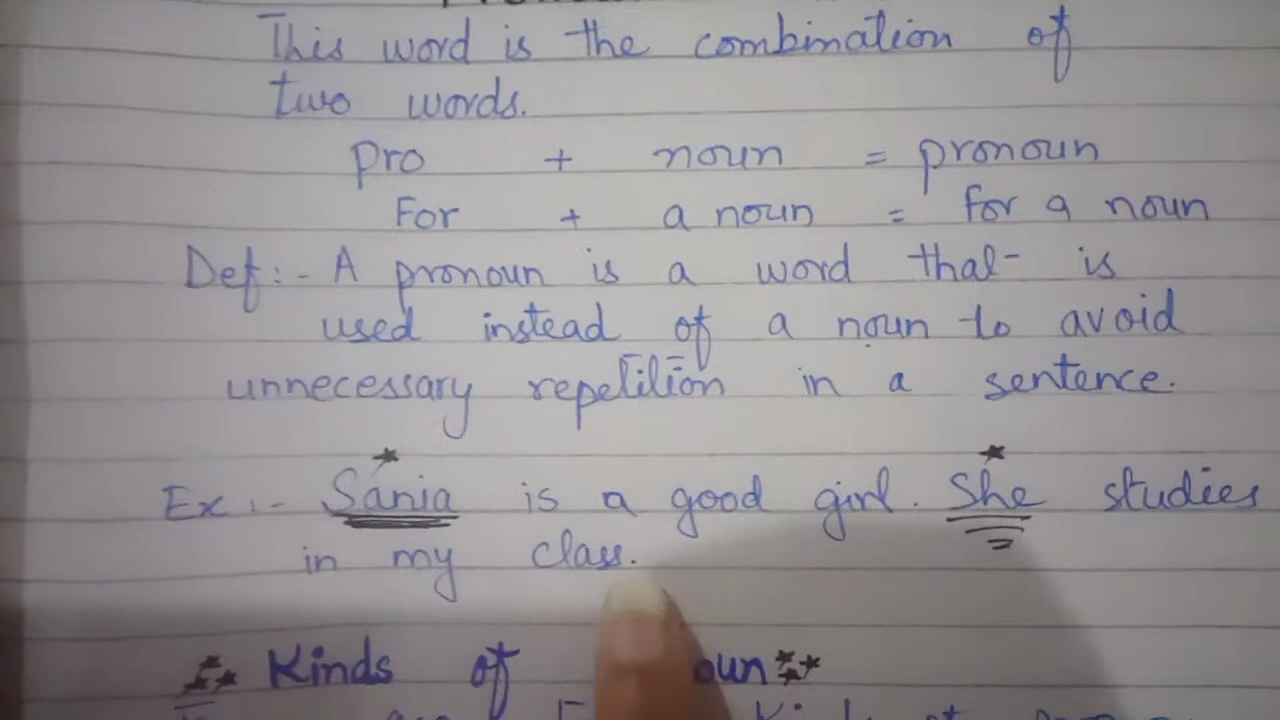 This word is the combination of
two words.
pro + noun = pronoun
For + a noun = for a noun
Def:- A pronoun is a word that is
used instead of a noun to avoid
unnecessary repetition in a sentence.
Ex:- Sania is a good girl. She studies
in my class.
Kinds of oun